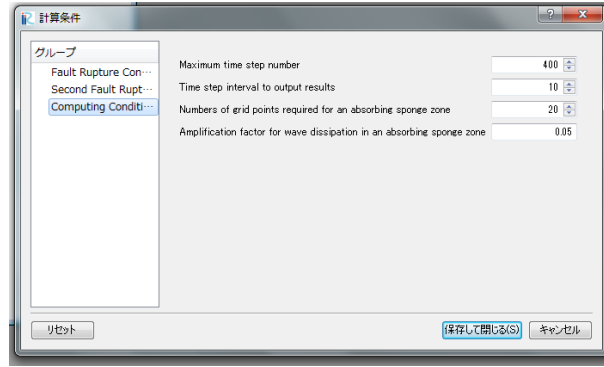 計算条件
グループ
Fault Rupture Con…
Second Fault Rupt…
Computing Conditi…
Maximum time step number 400
Time step interval to output results 10
Numbers of grid points required for an absorbing sponge zone 20
Amplification factor for wave dissipation in an absorbing sponge zone 0.05
リセット 保存して閉じる(S) キャンセル